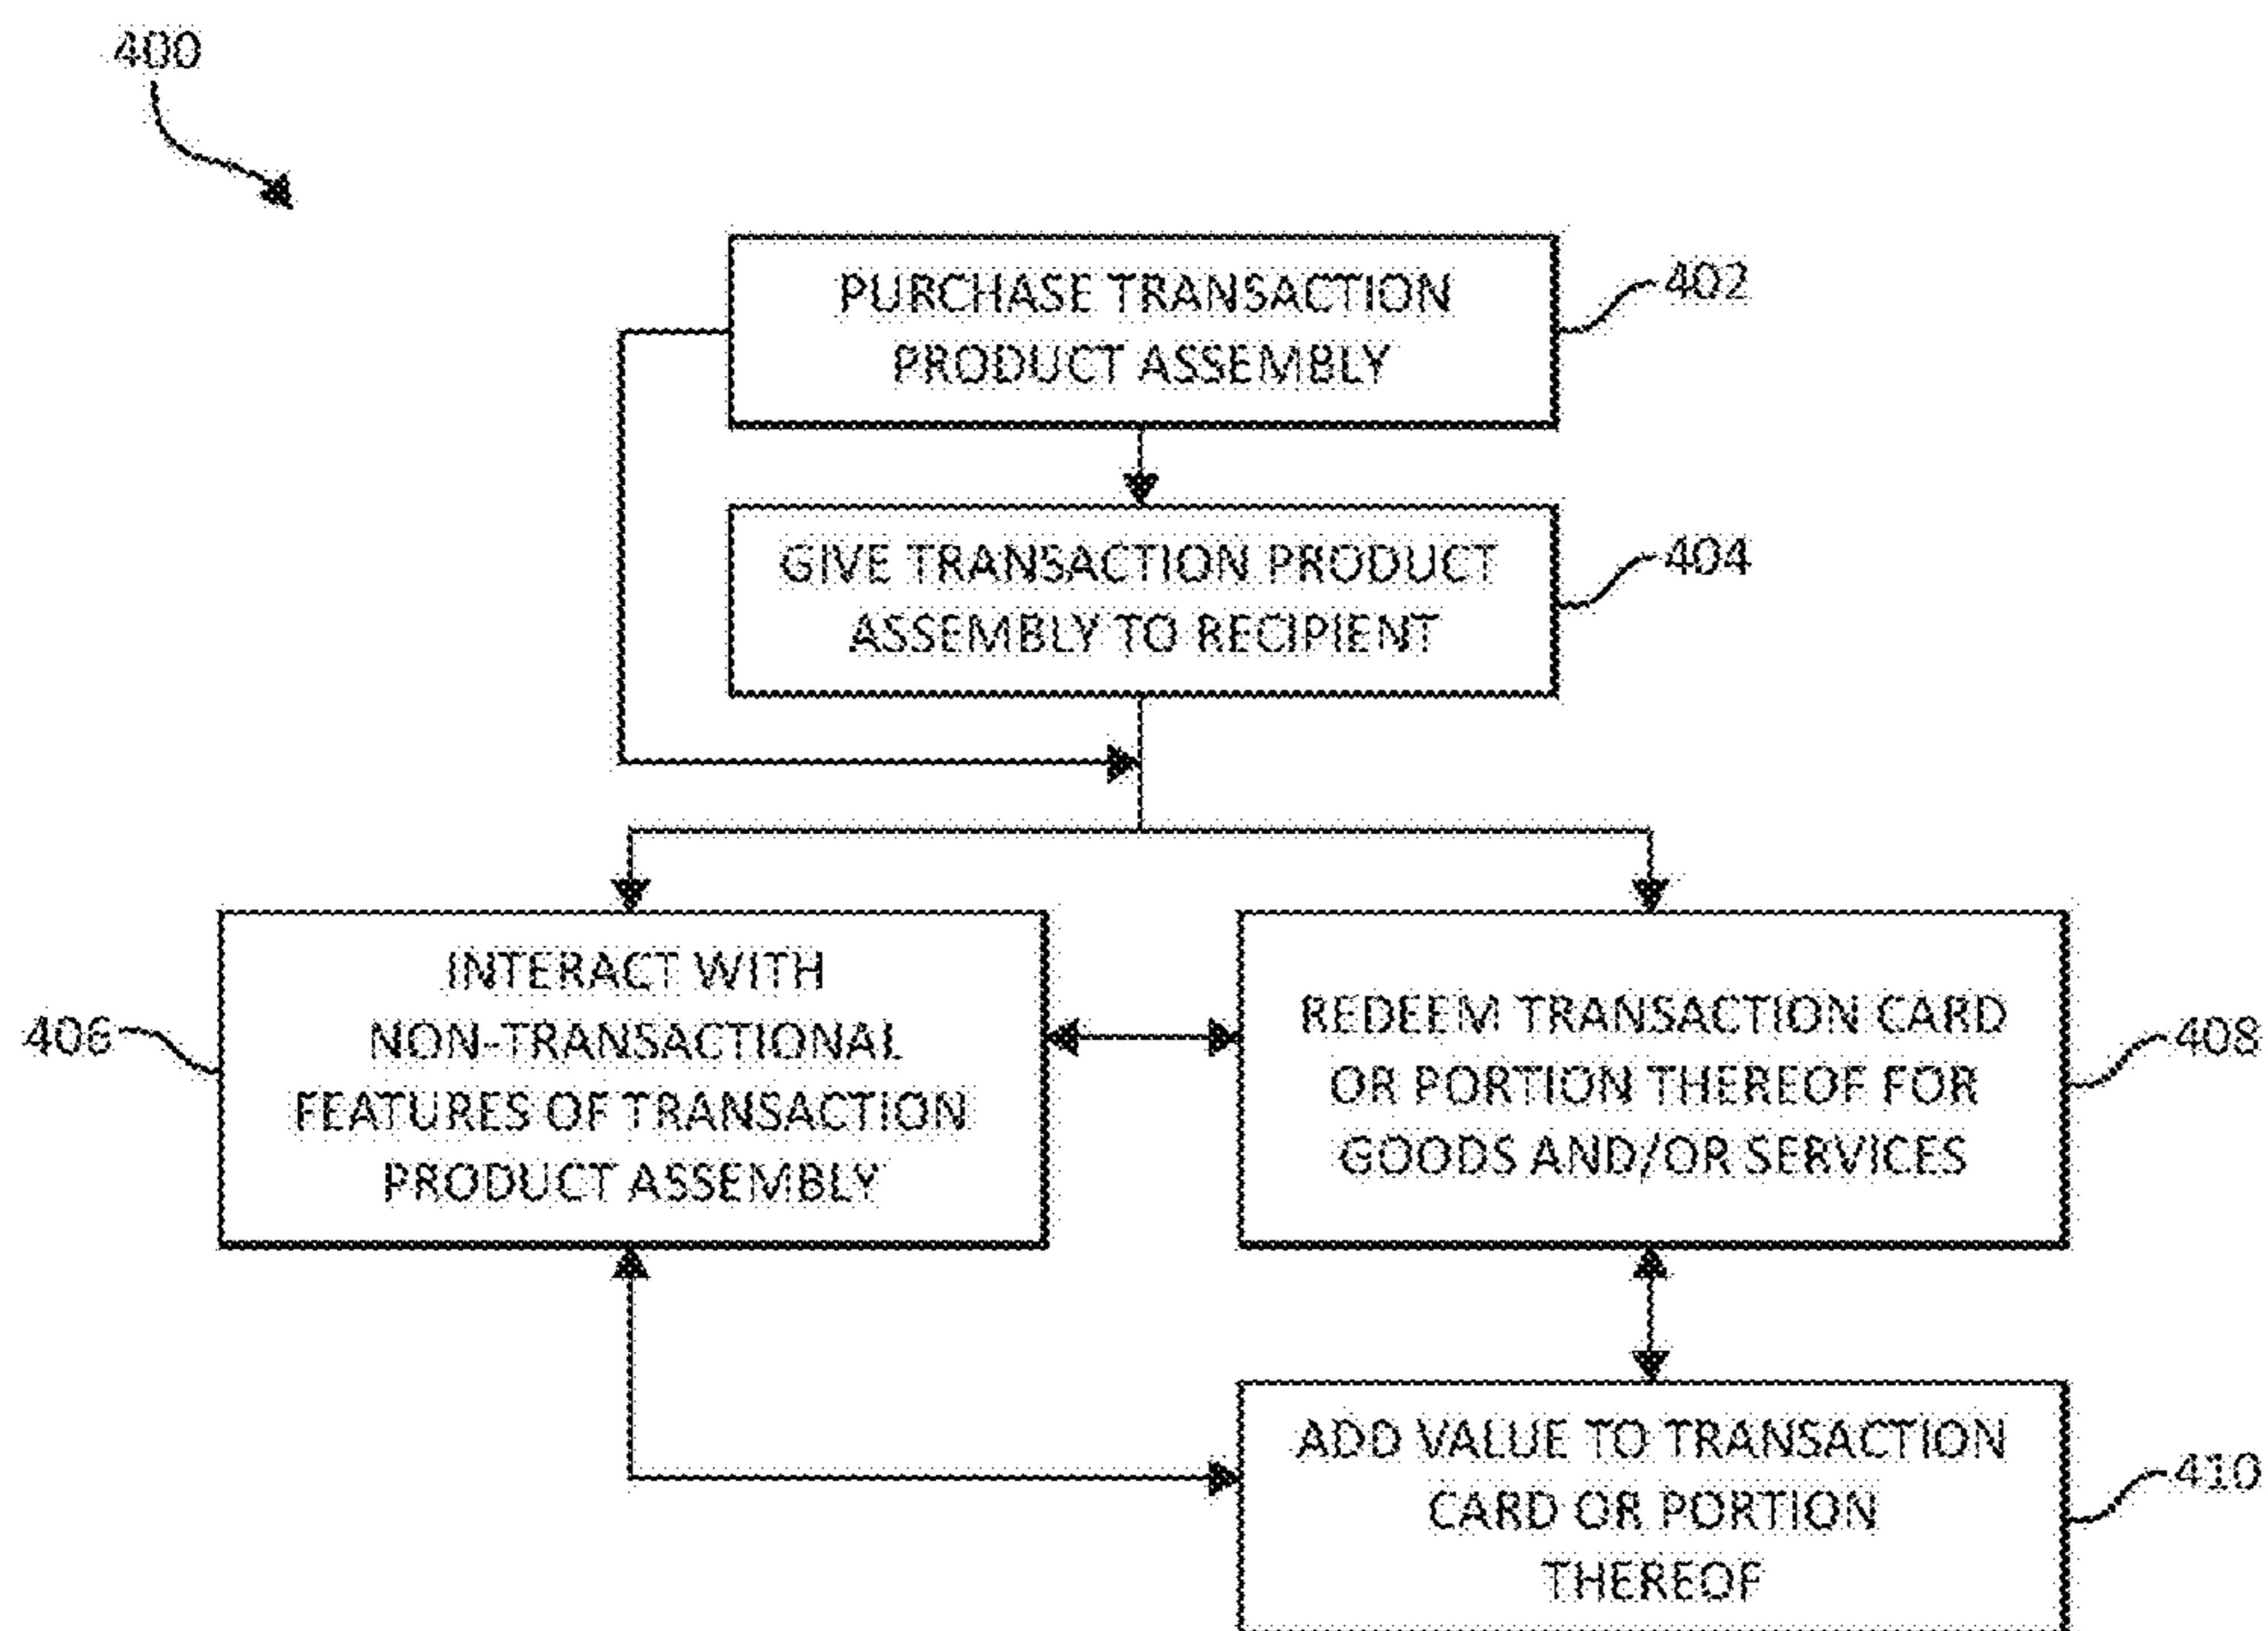 400
PURCHASE TRANSACTION
PRODUCT ASSEMBLY
402
GIVE TRANSACTION PRODUCT
ASSEMBLY TO RECIPIENT
404
INTERACT WITH
NON-TRANSACTIONAL
FEATURES OF TRANSACTION
PRODUCT ASSEMBLY
406
REDEEM TRANSACTION CARD
OR PORTION THEREOF FOR
GOODS AND/OR SERVICES
408
ADD VALUE TO TRANSACTION
CARD OR PORTION
THEREOF
410